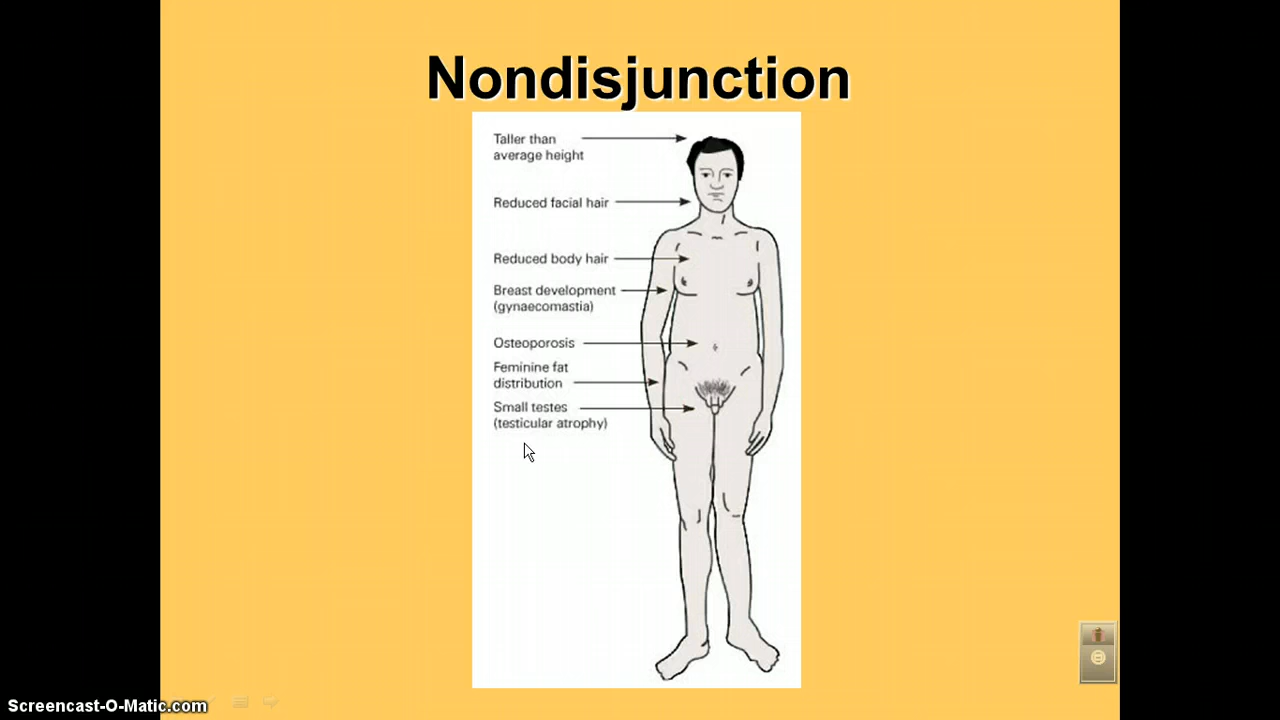 Nondisjunction
Taller than
average height
Reduced facial hair
Reduced body hair
Breast development
(gynaecomastia)
Osteoporosis
Feminine fat
distribution
Small testes
(testicular atrophy)
Screencast-O-Matic.com